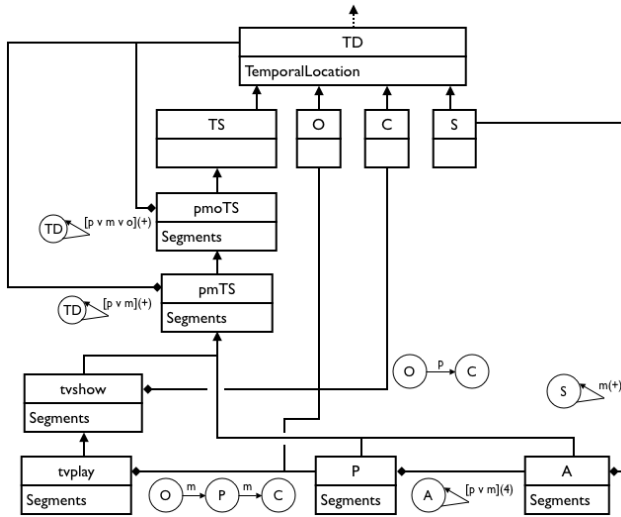 TD
TemporalLocation
TS
O
C
S
pmoTS
Segments
TD
[p v m v o](+)
pmTS
Segments
TD
[p v m](+)
tvshow
Segments
O
p
C
S
m(+)
tvplay
Segments
O
m
P
m
C
P
Segments
A
[p v m](4)
A
Segments